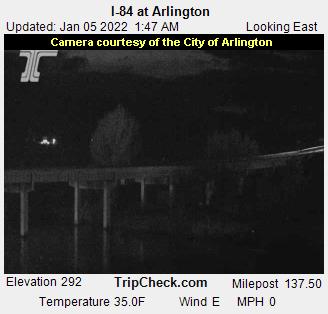 I-84 at Arlington
Updated: Jan 05 2022 1:47 AM Looking East
Camera courtesy of the City of Arlington
Elevation 292 TripCheck.com Milepost 137.50
Temperature 35.0F Wind E MPH 0